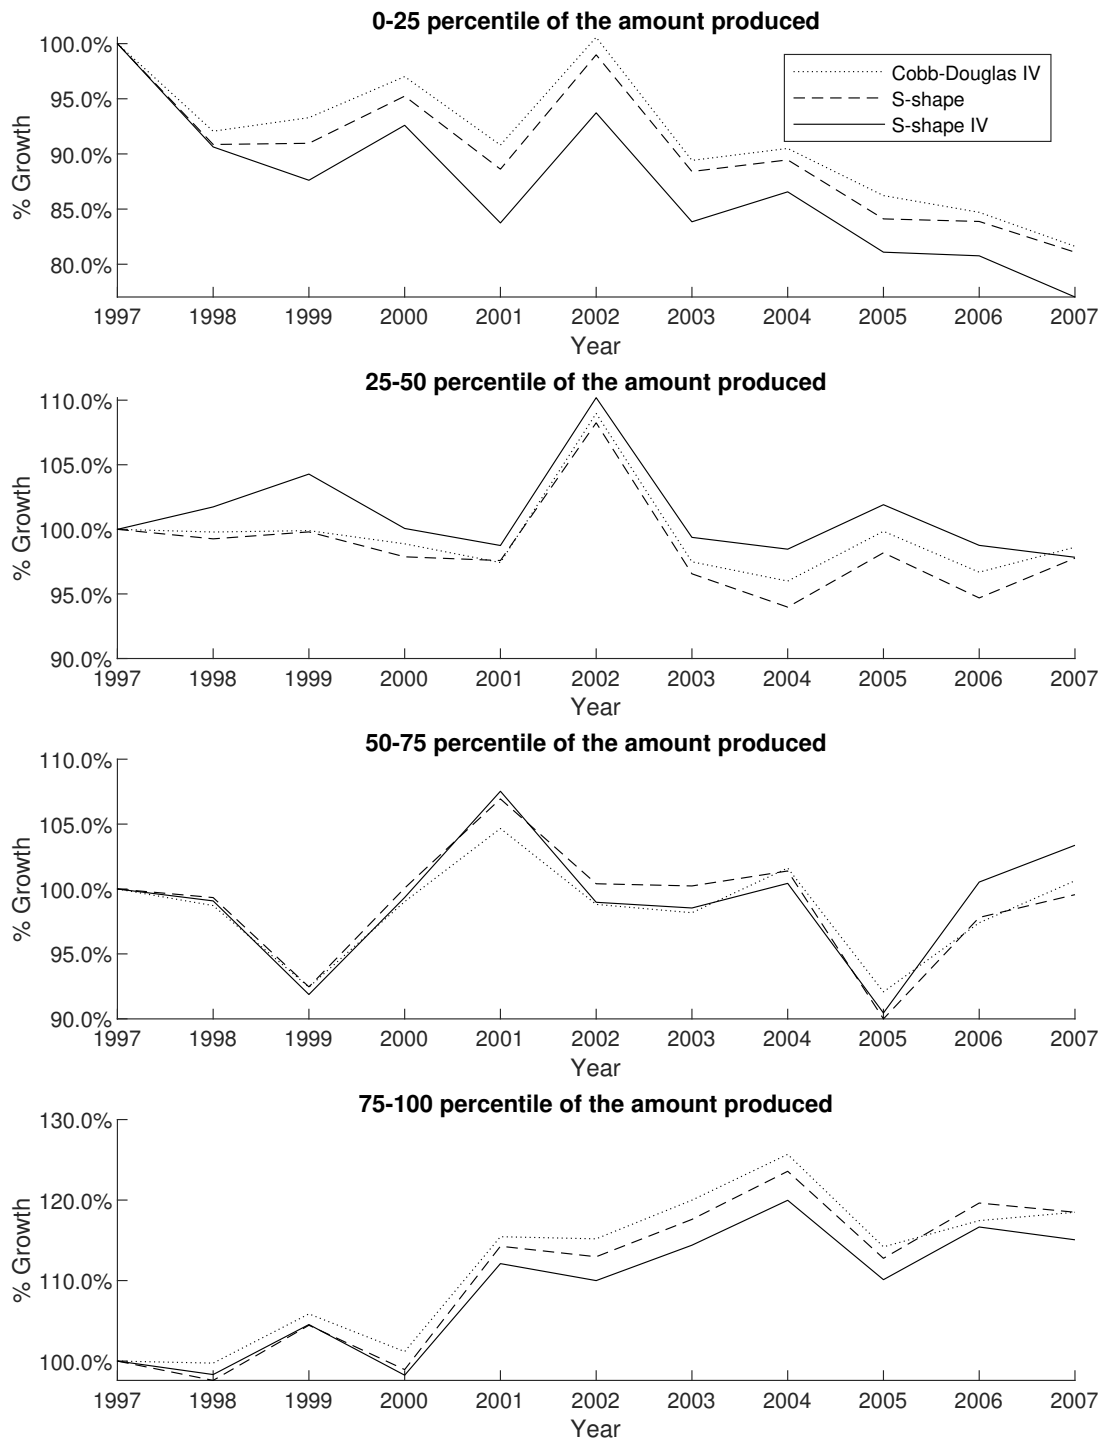 0-25 percentile of the amount produced
100.0%
95.0%
90.0%
85.0%
80.0%
% Growth
Cobb-Douglas IV
S-shape
S-shape IV
1997 1998 1999 2000 2001 2002 2003 2004 2005 2006 2007
Year
25-50 percentile of the amount produced
110.0%
105.0%
100.0%
95.0%
90.0%
% Growth
1997 1998 1999 2000 2001 2002 2003 2004 2005 2006 2007
Year
50-75 percentile of the amount produced
110.0%
105.0%
100.0%
95.0%
90.0%
% Growth
1997 1998 1999 2000 2001 2002 2003 2004 2005 2006 2007
Year
75-100 percentile of the amount produced
130.0%
120.0%
110.0%
100.0%
% Growth
1997 1998 1999 2000 2001 2002 2003 2004 2005 2006 2007
Year